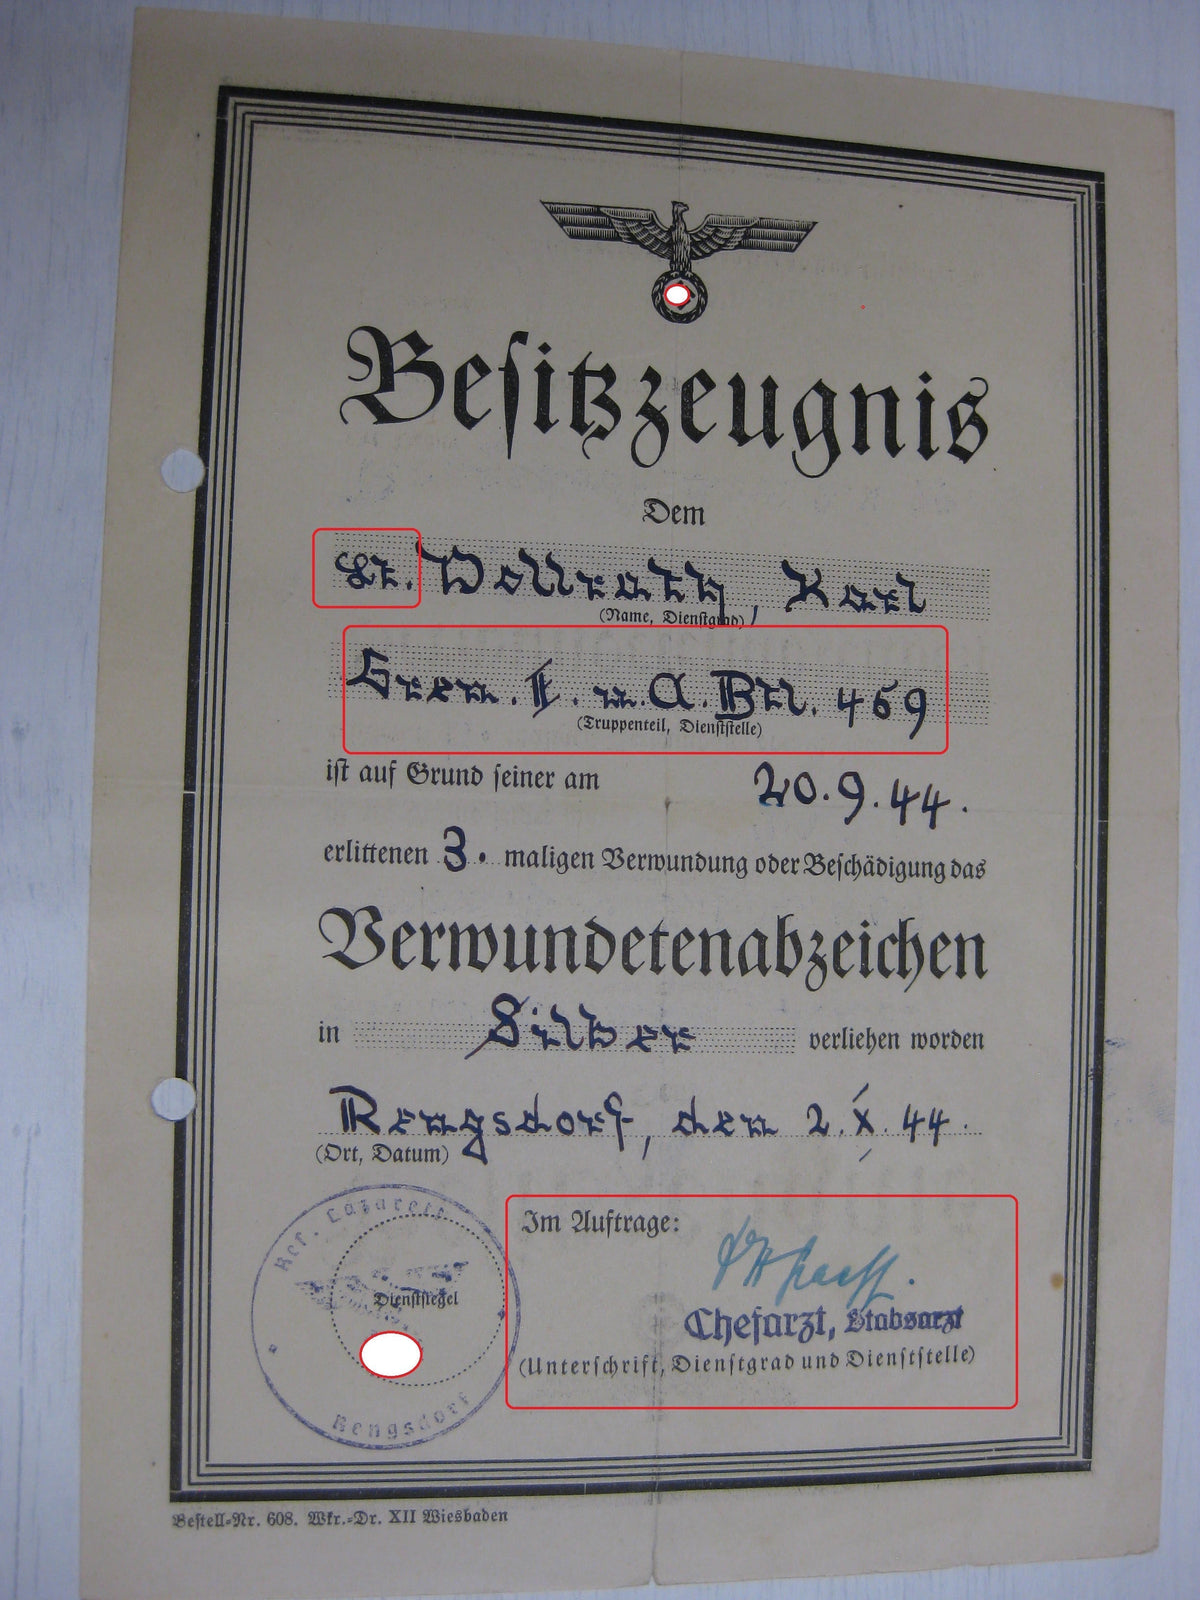 Besitzzeugnis
Dem
Lt. Vollrath, Karl
(Name, Dienstgrad)
Gren. E. u. A. Btl. 469
(Truppenteil, Dienststelle)
ist auf Grund seiner am 20.9.44.
erlittenen 3. maligen Verwundung oder Beschädigung das
Verwundetenabzeichen
in Silber verliehen worden
Rengsdorf, den 2.X.44.
(Ort, Datum)
Res. Lazarett
Dienstsiegel
Rengsdorf
Im Auftrage:
Chefarzt, Stabsarzt
(Unterschrift, Dienstgrad und Dienststelle)
Bestell-Nr. 608. Wkr.-Dr. XII Wiesbaden